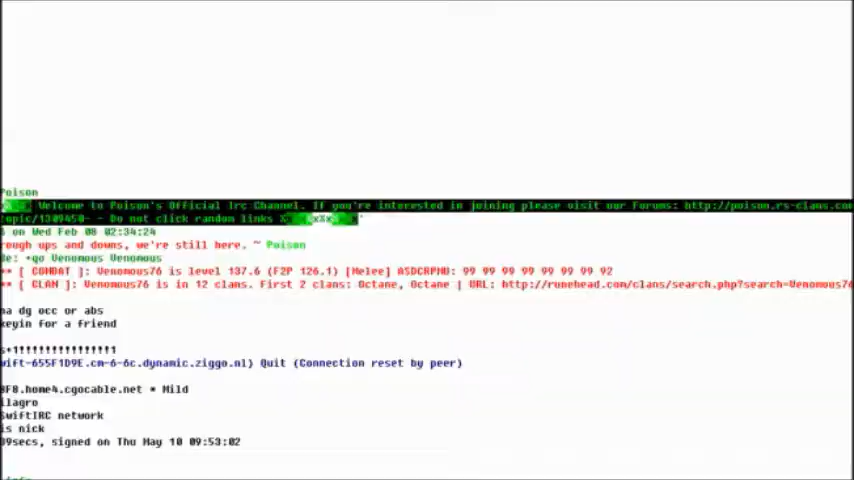 Poison
Welcome to Poison's Official Irc Channel. If you're interested in joining please visit our Forums: http://poison.rs-clans.com
topic/1309450- - Do not click random links X xXx
on Wed Feb 08 02:34:24
rough ups and downs, we're still here. ~ Poison
de: +qo Venomous Venomous
** [ COMBAT ]: Venomous76 is level 137.6 (F2P 126.1) [Melee] ASDCRPHU: 99 99 99 99 99 99 99 92
** [ CLAN ]: Venomous76 is in 12 clans. First 2 clans: Octane, Octane | URL: http://runehead.com/clans/search.php?search=Venomous76
na dg occ or abs
keyin for a friend
s+1!!!!!!!!!!!!!!!1
wift-655F1D9E.cm-6-6c.dynamic.ziggo.nl) Quit (Connection reset by peer)
8F8.home4.cgocable.net * Mild
ilagro
SwiftIRC network
is nick
39secs, signed on Thu May 10 09:53:02